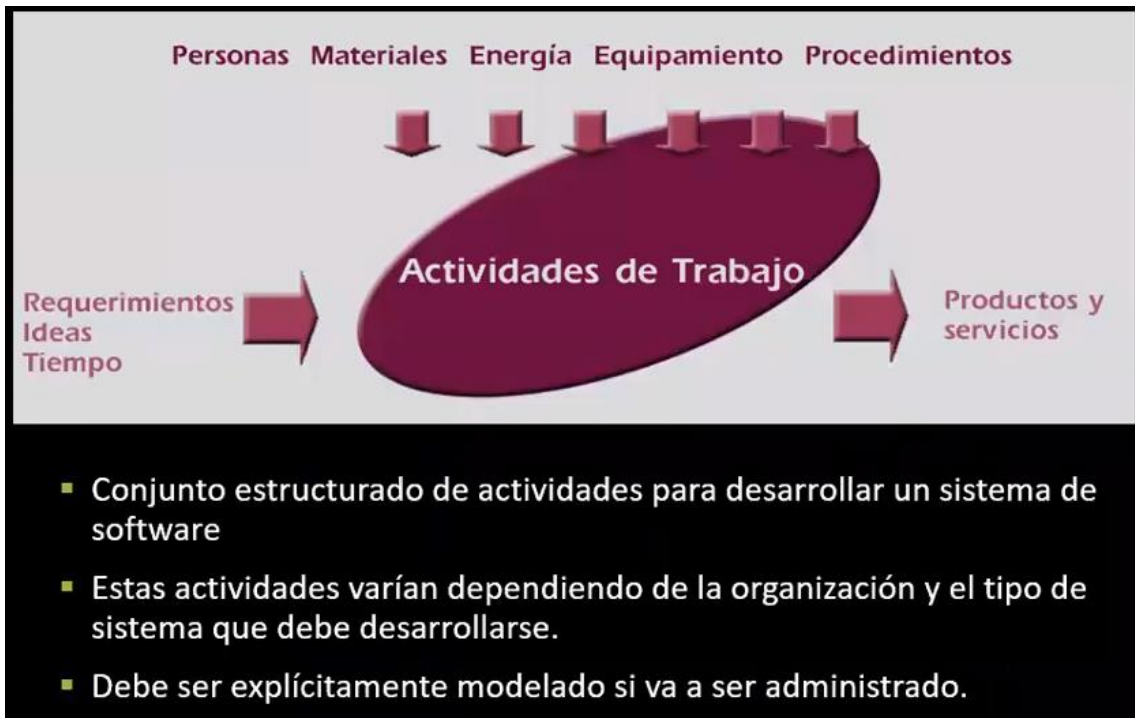 Personas Materiales Energía Equipamiento Procedimientos
Actividades de Trabajo
Requerimientos
Ideas
Tiempo
Productos y
servicios
▪ Conjunto estructurado de actividades para desarrollar un sistema de
software
▪ Estas actividades varían dependiendo de la organización y el tipo de
sistema que debe desarrollarse.
▪ Debe ser explícitamente modelado si va a ser administrado.